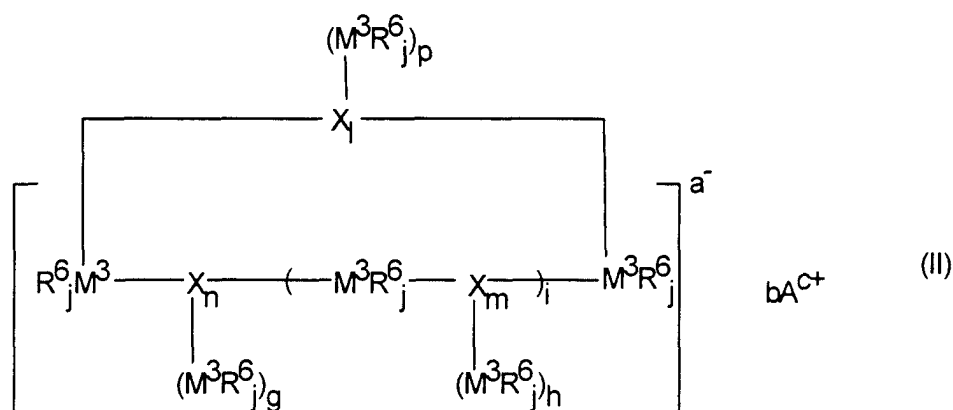 (M³R⁶ⱼ)ₚ
Xₗ
a⁻
R⁶ⱼM³ Xₙ ( M³R⁶ⱼ Xₘ )ᵢ M³R⁶ⱼ bAᶜ⁺ (II)
(M³R⁶ⱼ)g (M³R⁶ⱼ)ₕ